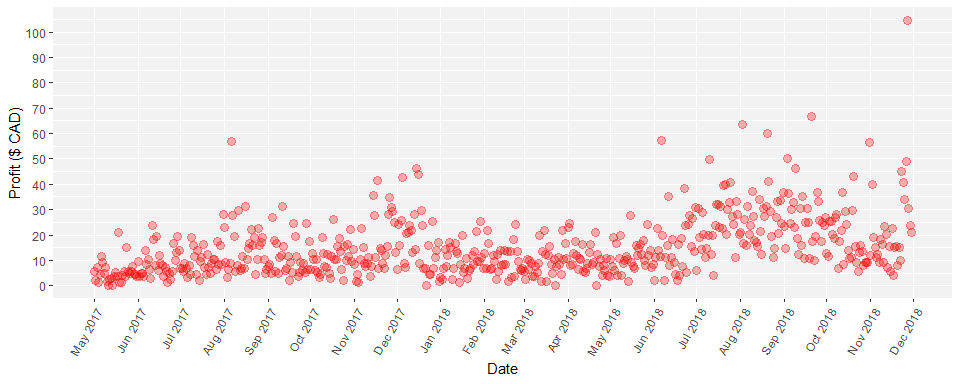 Profit ($ CAD)
100
90
80
70
60
50
40
30
20
10
0
May 2017
Jun 2017
Jul 2017
Aug 2017
Sep 2017
Oct 2017
Nov 2017
Dec 2017
Jan 2018
Feb 2018
Mar 2018
Apr 2018
May 2018
Jun 2018
Jul 2018
Aug 2018
Sep 2018
Oct 2018
Nov 2018
Dec 2018
Date